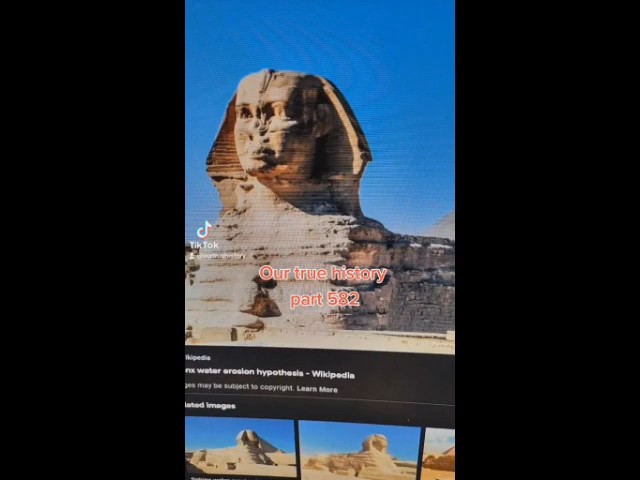 TikTok
Our true history
part 582
Wikipedia
nx water erosion hypothesis - Wikipedia
ges may be subject to copyright. Learn More
lated images